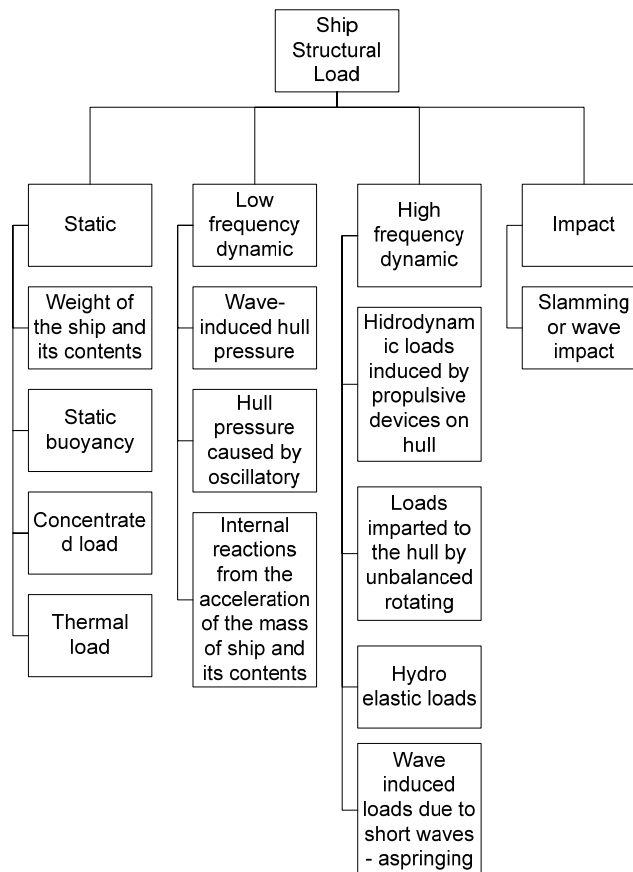 Ship
Structural
Load
Static
Weight of
the ship and
its contents
Static
buoyancy
Concentrate
d load
Thermal
load
Low
frequency
dynamic
Wave-
induced hull
pressure
Hull
pressure
caused by
oscillatory
Internal
reactions
from the
acceleration
of the mass
of ship and
its contents
High
frequency
dynamic
Hidrodynam
ic loads
induced by
propulsive
devices on
hull
Loads
imparted to
the hull by
unbalanced
rotating
Hydro
elastic loads
Wave
induced
loads due to
short waves
- aspringing
Impact
Slamming
or wave
impact